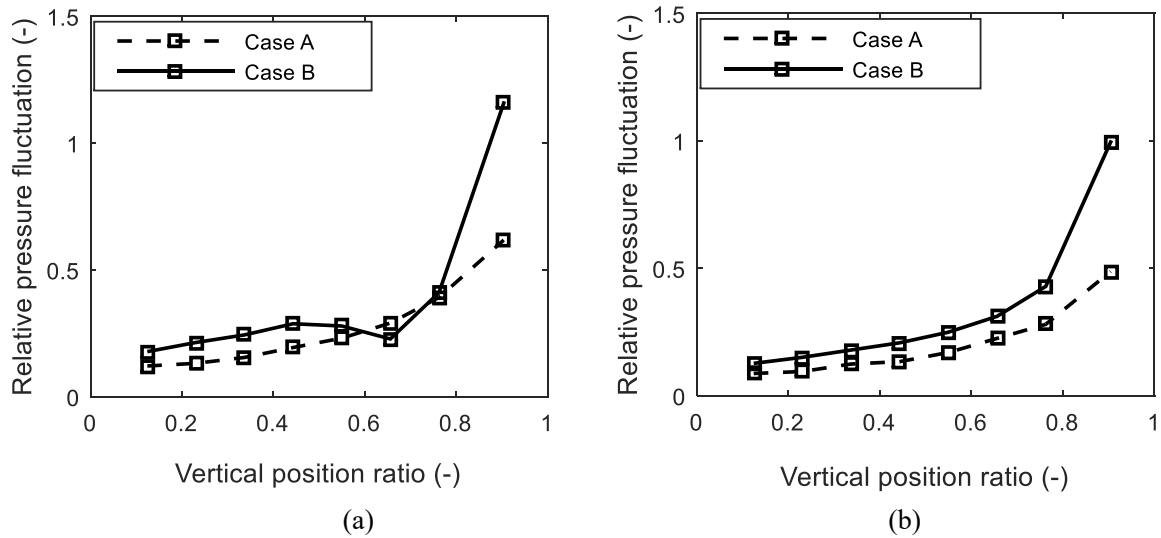 Relative pressure fluctuation (-)
1.5
1
0.5
0
Case A
Case B
0
0.2
0.4
0.6
0.8
1
Vertical position ratio (-)
(a)
Relative pressure fluctuation (-)
1.5
1
0.5
0
Case A
Case B
0
0.2
0.4
0.6
0.8
1
Vertical position ratio (-)
(b)